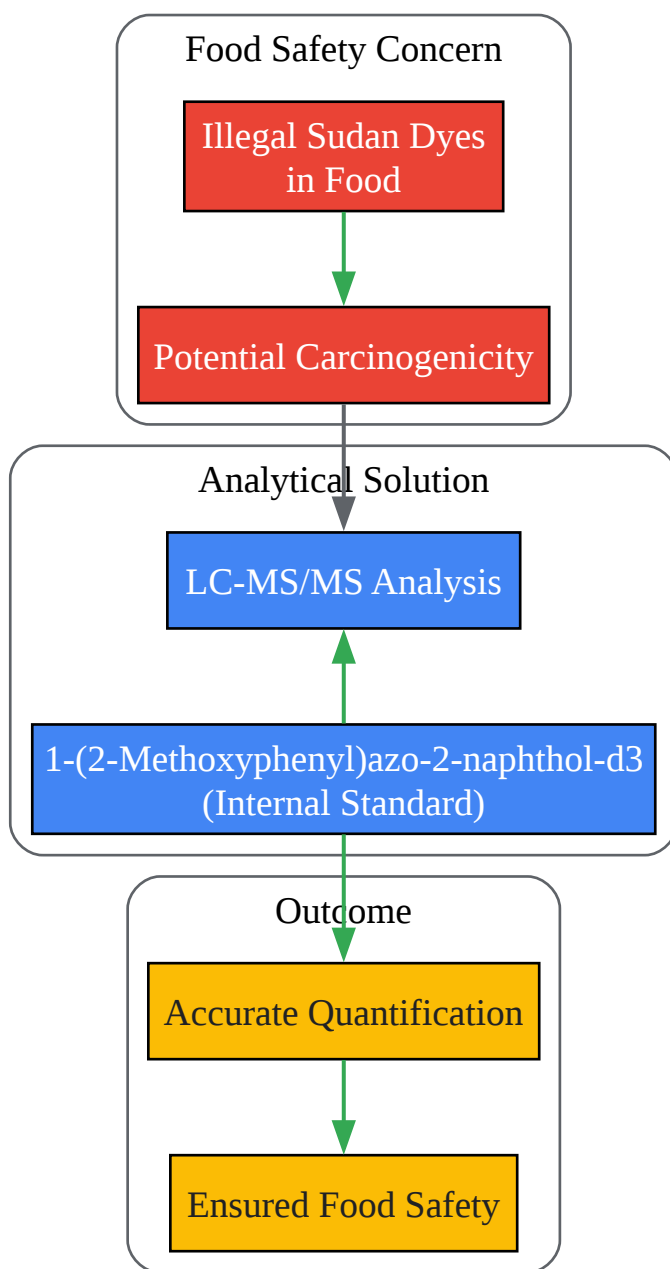 Food Safety Concern
Illegal Sudan Dyes
in Food
Potential Carcinogenicity
Analytical Solution
LC-MS/MS Analysis
1-(2-Methoxyphenyl)azo-2-naphthol-d3
(Internal Standard)
Outcome
Accurate Quantification
Ensured Food Safety